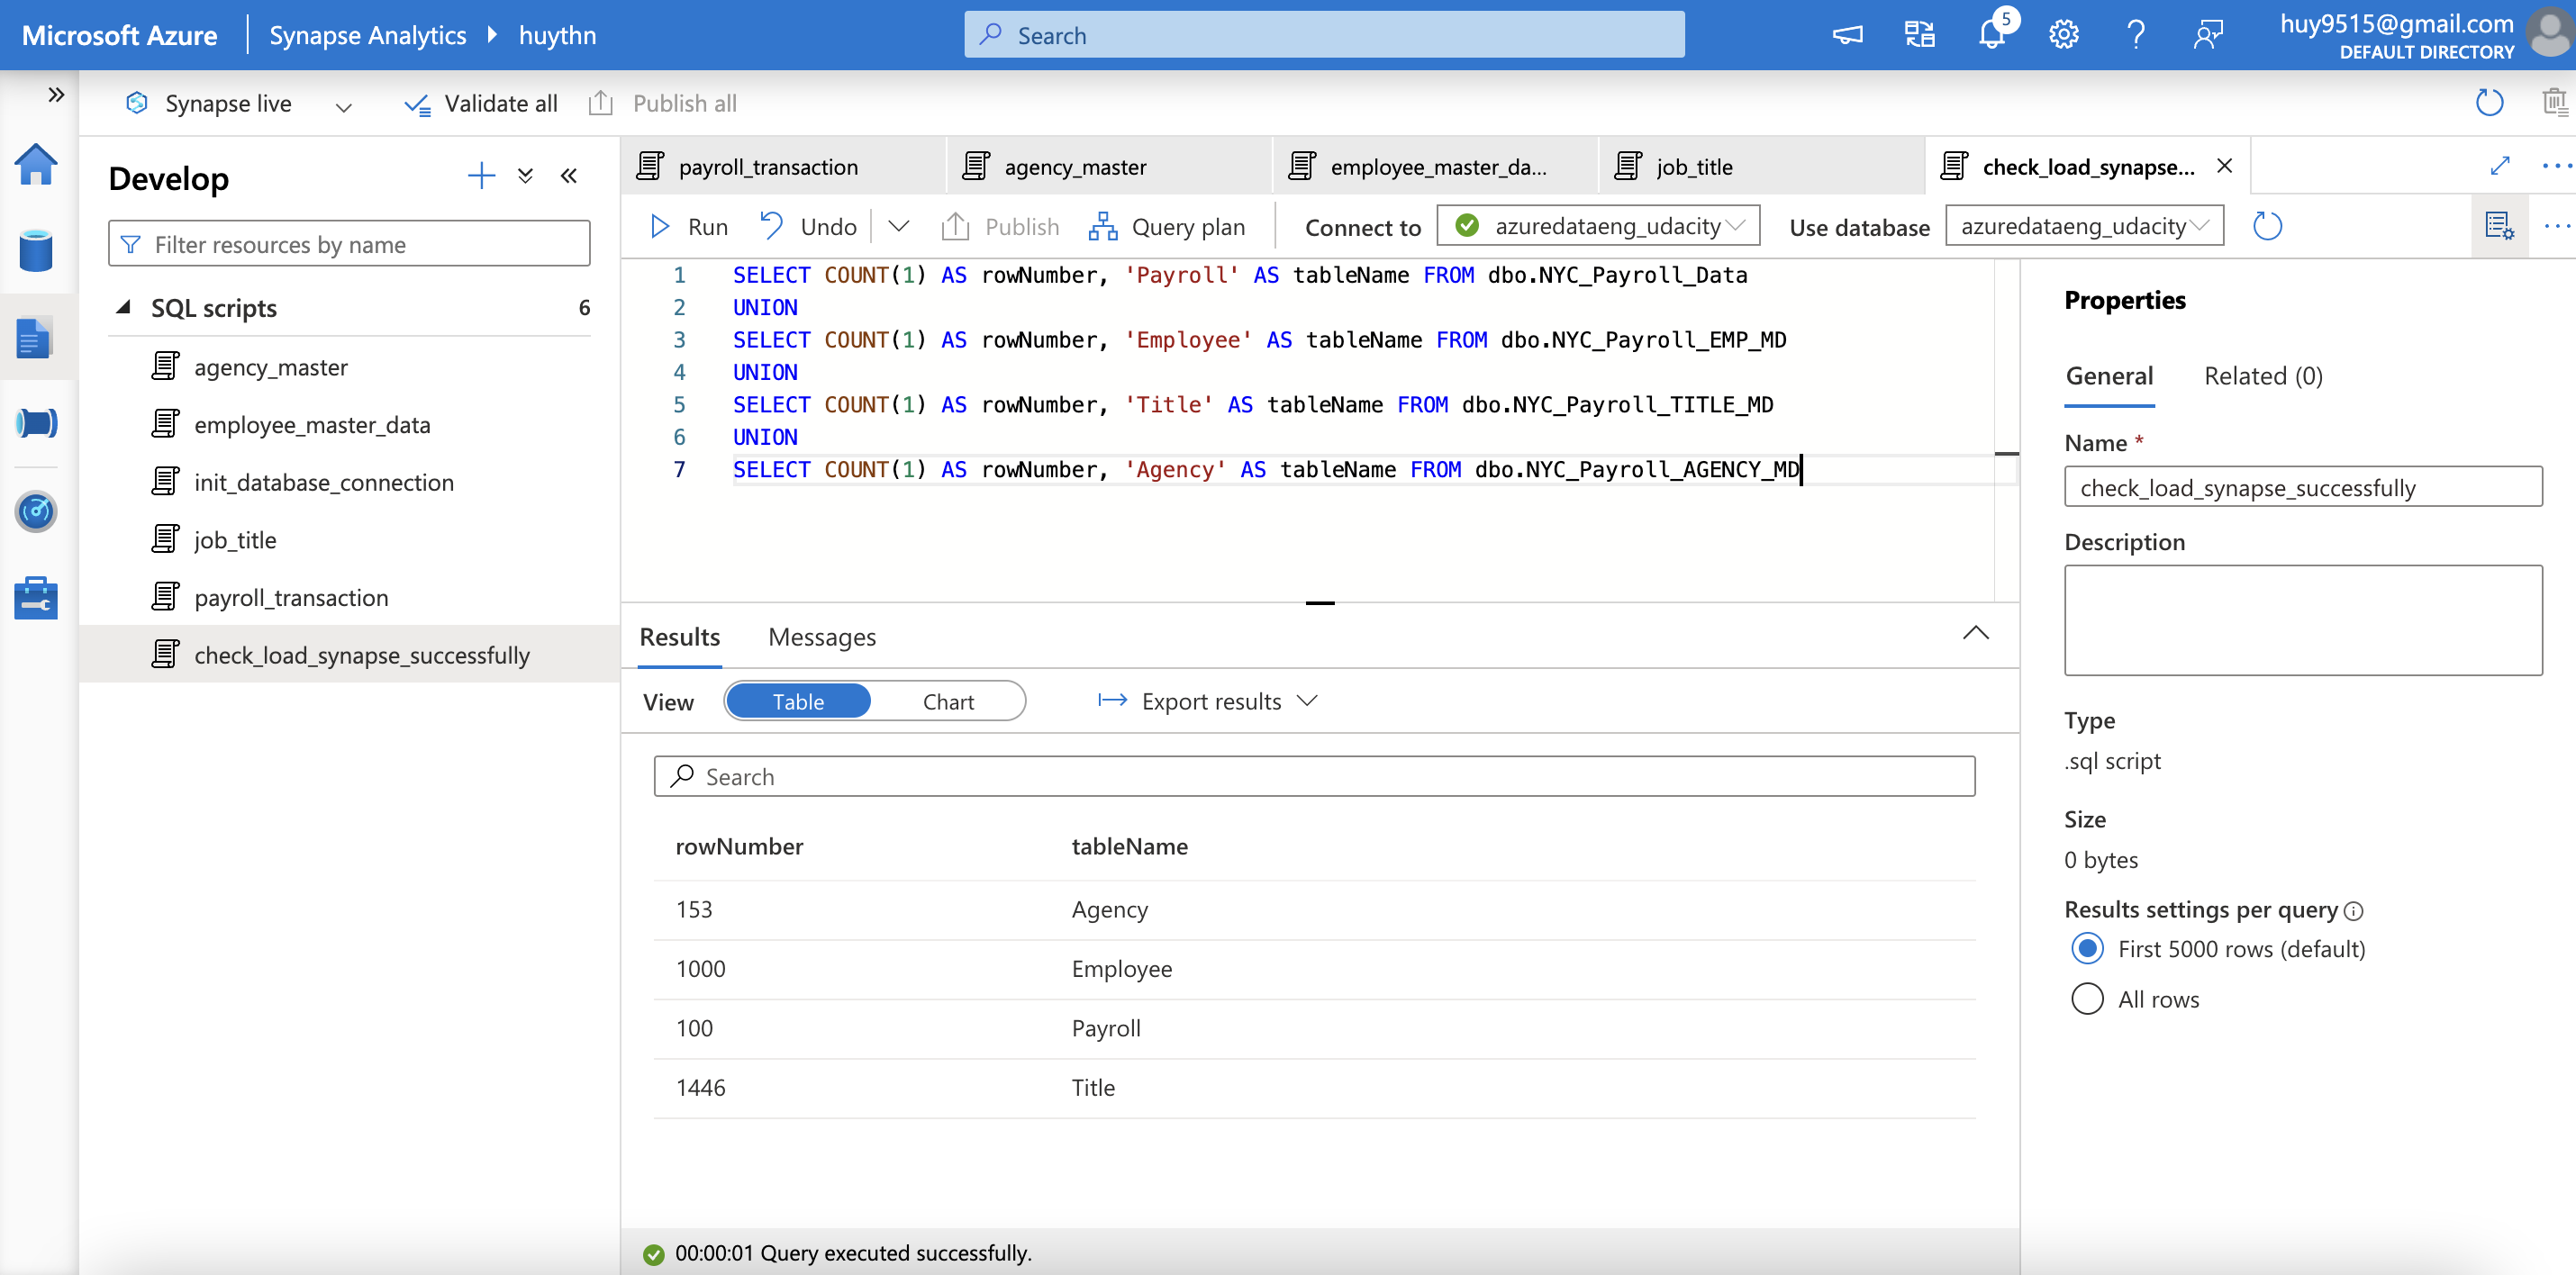 Microsoft Azure
Synapse Analytics
huythn
Search
5
huy9515@gmail.com
DEFAULT DIRECTORY
Synapse live
Validate all
Publish all
Develop
Filter resources by name
SQL scripts
6
agency_master
employee_master_data
init_database_connection
job_title
payroll_transaction
check_load_synapse_successfully
payroll_transaction
agency_master
employee_master_da...
job_title
check_load_synapse...
Run
Undo
Publish
Query plan
Connect to
azuredataeng_udacity
Use database
azuredataeng_udacity
1 SELECT COUNT(1) AS rowNumber, 'Payroll' AS tableName FROM dbo.NYC_Payroll_Data
2 UNION
3 SELECT COUNT(1) AS rowNumber, 'Employee' AS tableName FROM dbo.NYC_Payroll_EMP_MD
4 UNION
5 SELECT COUNT(1) AS rowNumber, 'Title' AS tableName FROM dbo.NYC_Payroll_TITLE_MD
6 UNION
7 SELECT COUNT(1) AS rowNumber, 'Agency' AS tableName FROM dbo.NYC_Payroll_AGENCY_MD
Results
Messages
View
Table
Chart
Export results
Search
rowNumber tableName
153 Agency
1000 Employee
100 Payroll
1446 Title
00:00:01 Query executed successfully.
Properties
General
Related (0)
Name *
check_load_synapse_successfully
Description
Type
.sql script
Size
0 bytes
Results settings per query
First 5000 rows (default)
All rows